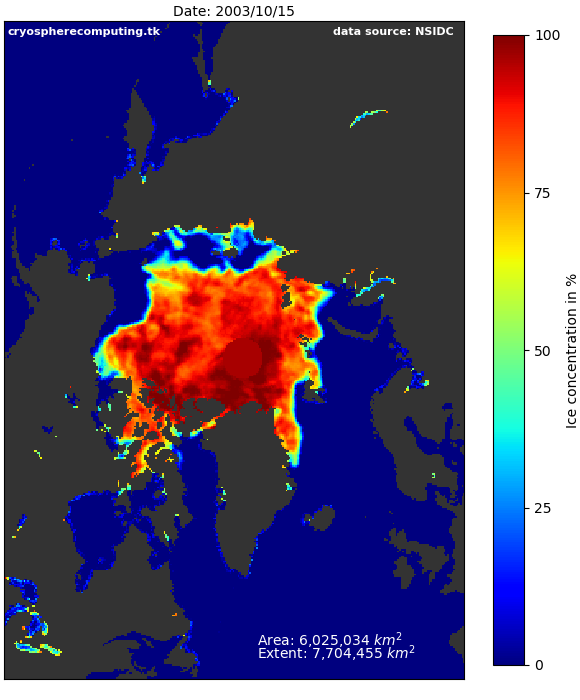 Date: 2003/10/15
cryospherecomputing.tk data source: NSIDC
100
75
50
25
0
Ice concentration in %
Area: 6,025,034 km²
Extent: 7,704,455 km²